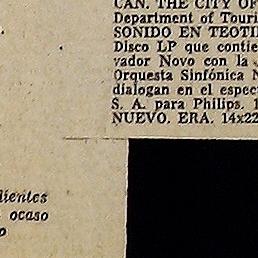 CAN. THE CITY OF
Department of Touri
SONIDO EN TEOTI
Disco LP que contie
vador Novo con la
Orquesta Sinfónica N
dialogan en el espect
S. A. para Philips. 1
NUEVO. ERA. 14x22
dientes
ocaso